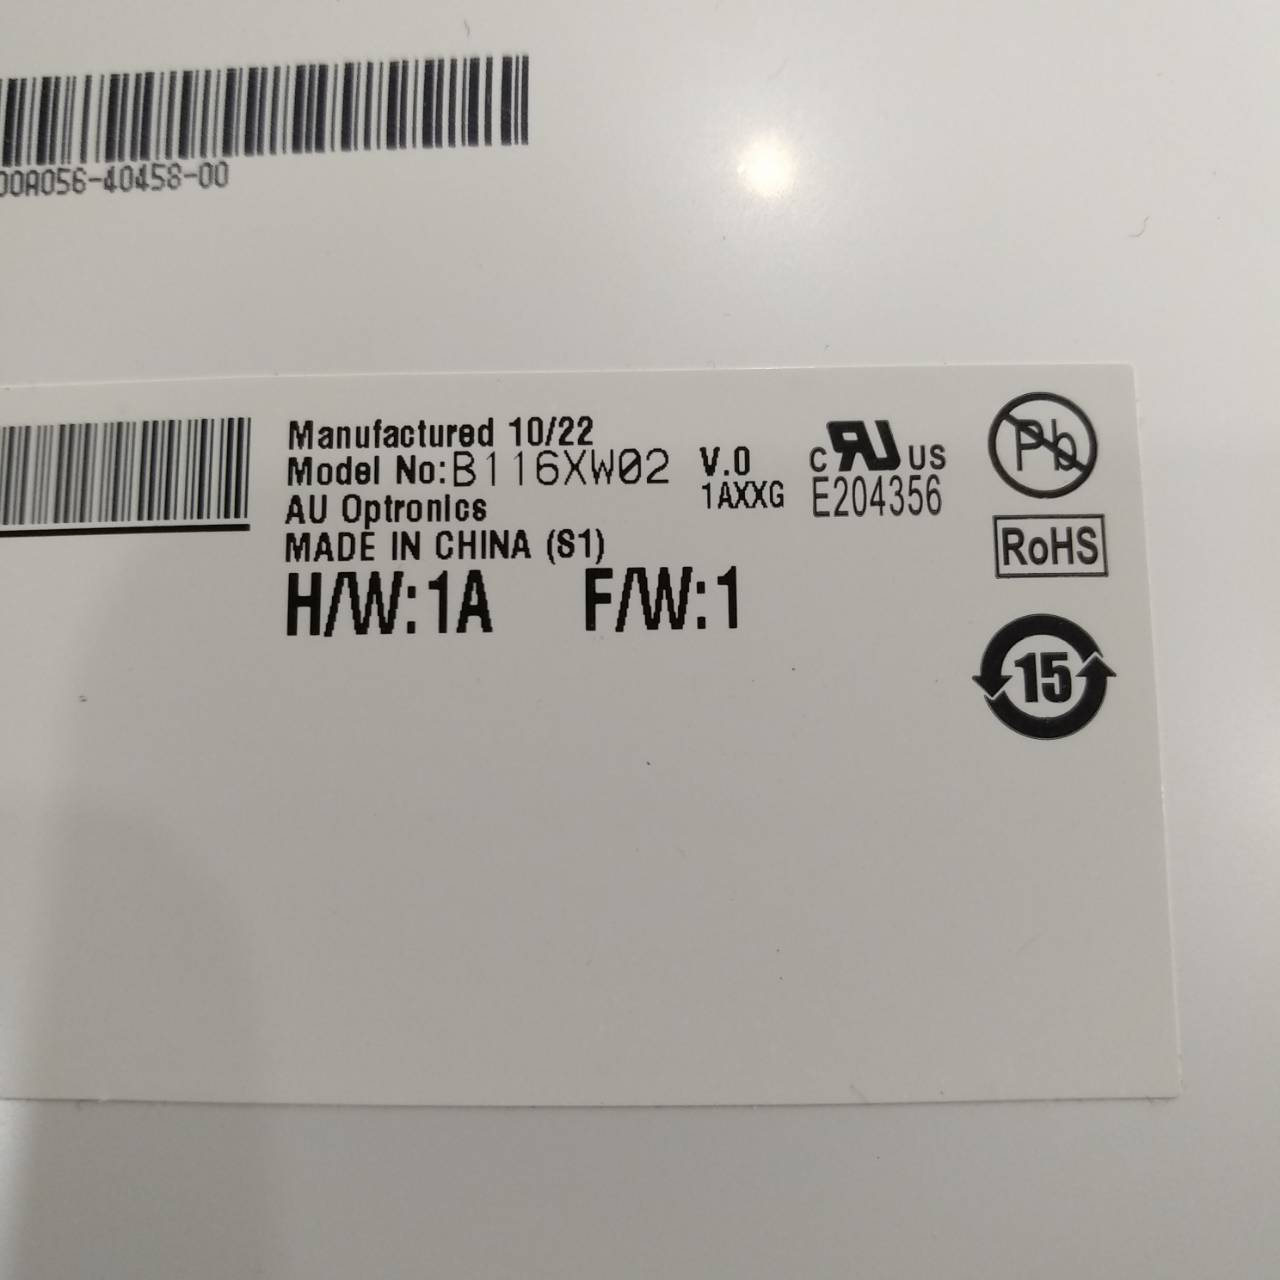 00A056-40458-00
Manufactured 10/22
Model No:B116XW02 V.0
1AXXG
AU Optronics
MADE IN CHINA (S1)
H/W:1A F/W:1
c RU US
E204356
Pb
RoHS
15